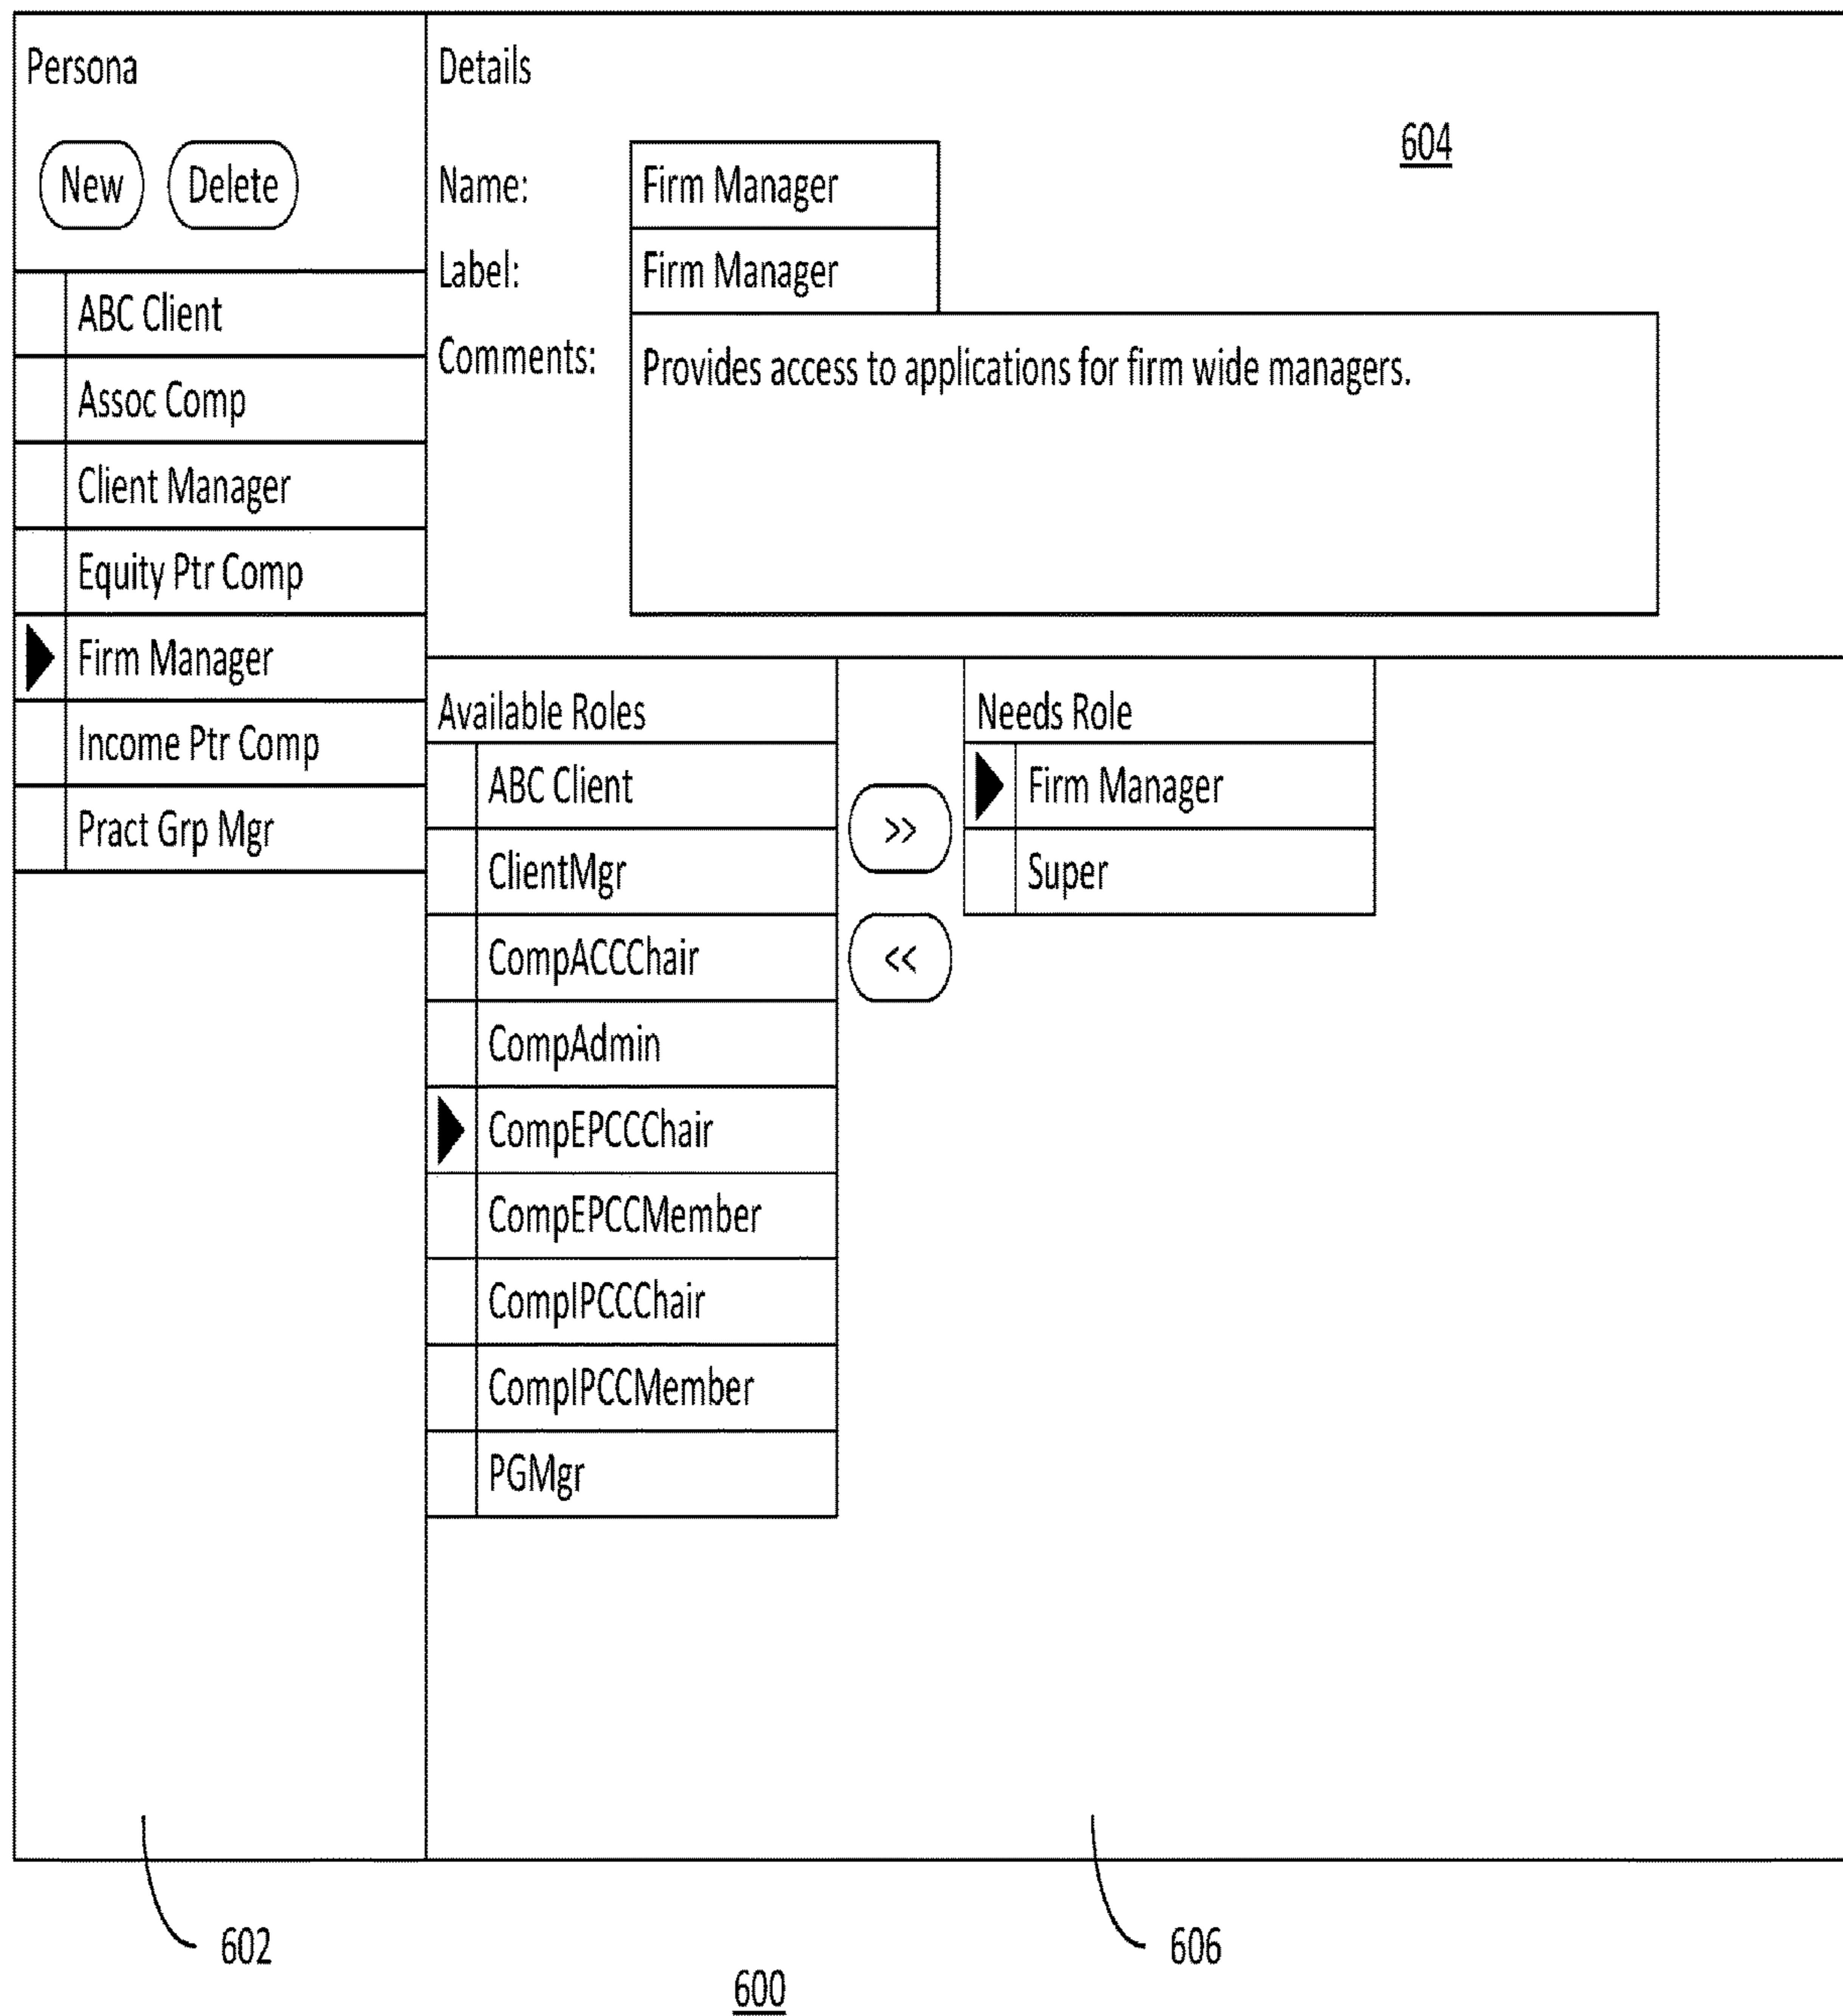 Persona
New Delete
ABC Client
Assoc Comp
Client Manager
Equity Ptr Comp
Firm Manager
Income Ptr Comp
Pract Grp Mgr
Details
604
Name: Firm Manager
Label: Firm Manager
Comments: Provides access to applications for firm wide managers.
Available Roles
ABC Client
ClientMgr
CompACCChair
CompAdmin
CompEPCCChair
CompEPCCMember
CompIPCCChair
CompIPCCMember
PGMgr
>>
<<
Needs Role
Firm Manager
Super
602
606
600